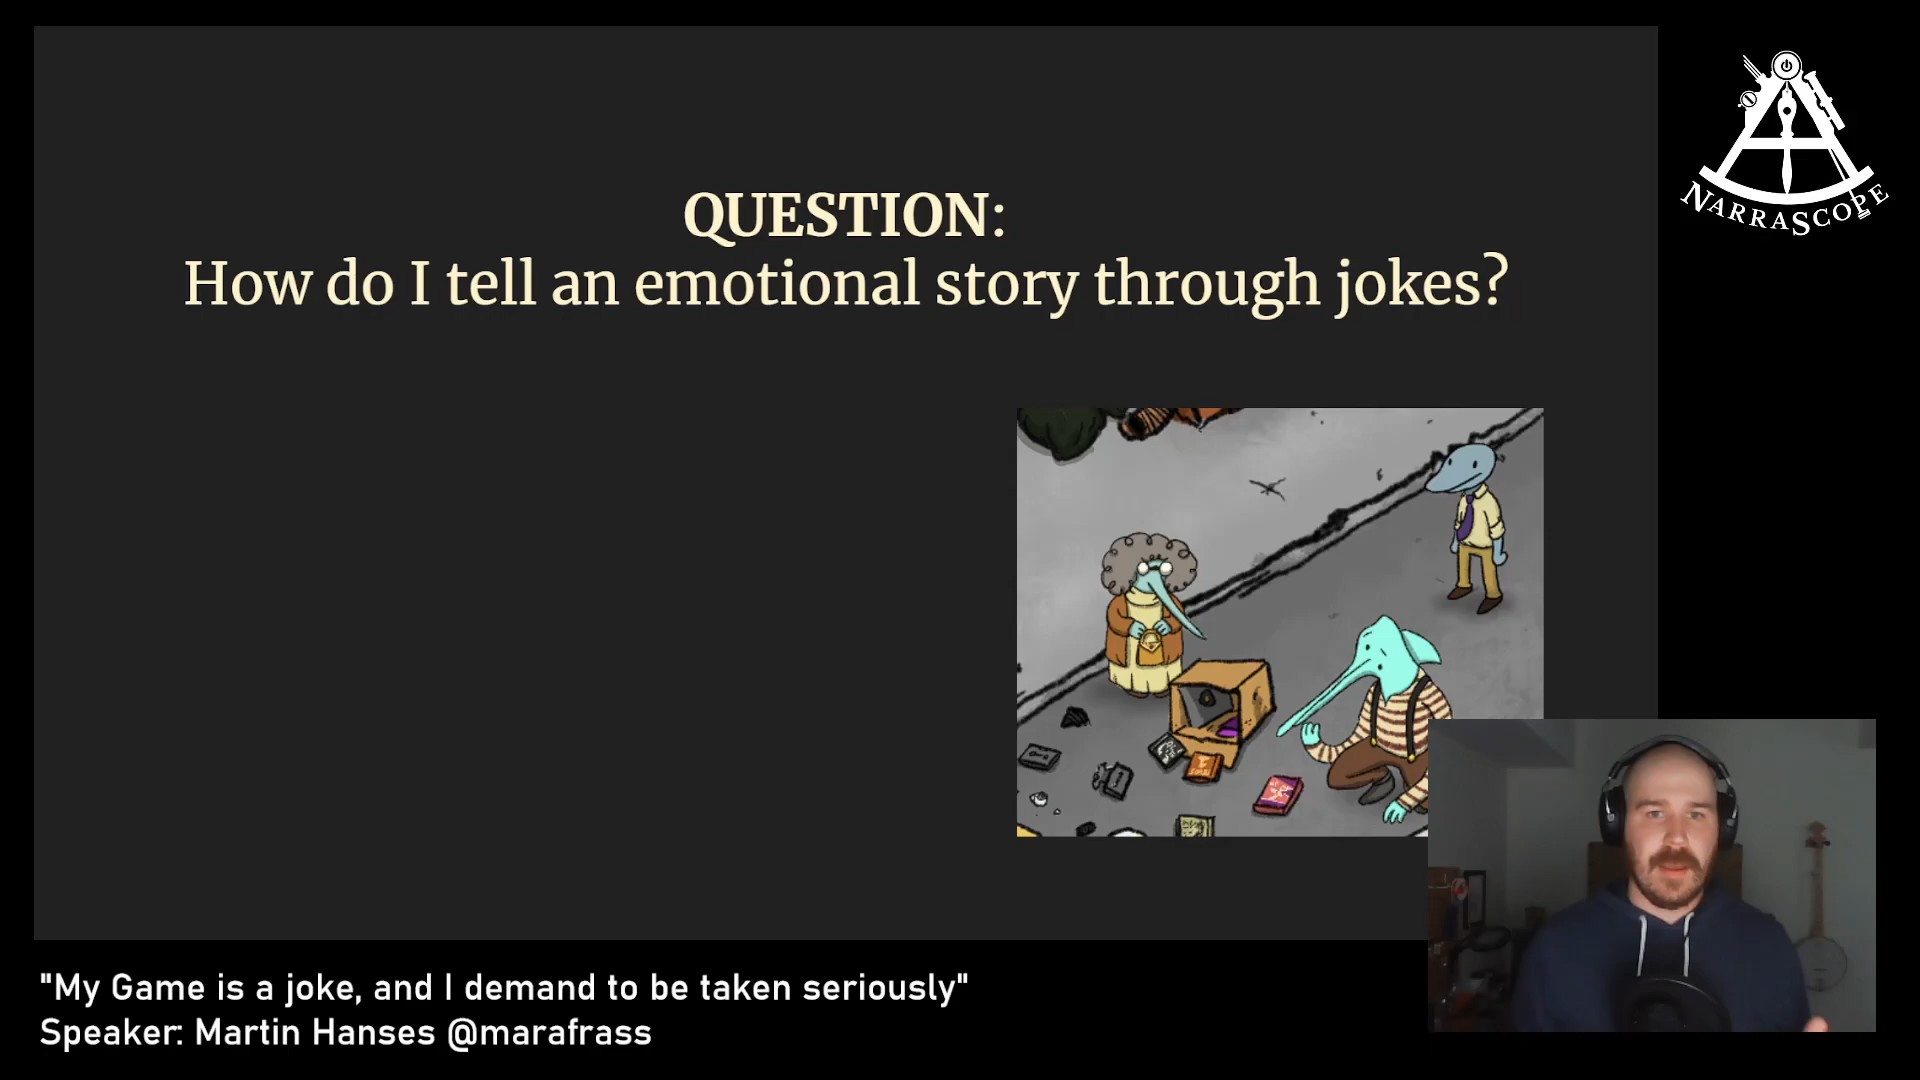 QUESTION:
How do I tell an emotional story through jokes?
NARRASCOPE
"My Game is a joke, and I demand to be taken seriously"
Speaker: Martin Hanses @marafrass